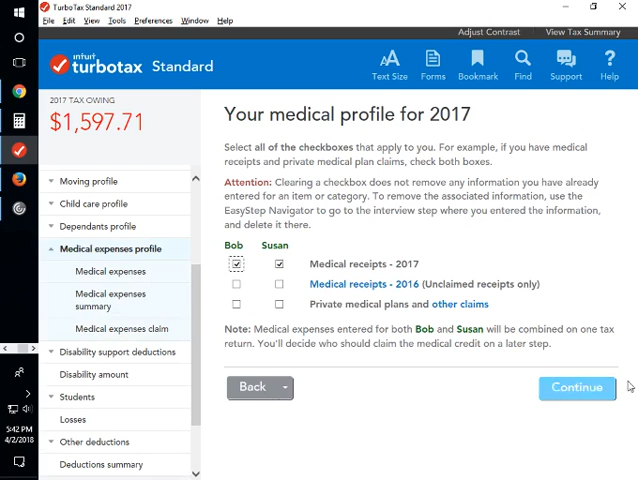 TurboTax Standard 2017
File Edit View Tools Preferences Window Help
Adjust Contrast View Tax Summary
intuit
turbotax Standard
Text Size Forms Bookmark Find Support Help
2017 TAX OWING
$1,597.71
Moving profile
Child care profile
Dependants profile
Medical expenses profile
Medical expenses
Medical expenses
summary
Medical expenses claim
Disability support deductions
Disability amount
Students
Losses
Other deductions
Deductions summary
Your medical profile for 2017
Select all of the checkboxes that apply to you. For example, if you have medical
receipts and private medical plan claims, check both boxes.
Attention: Clearing a checkbox does not remove any information you have already
entered for an item or category. To remove the associated information, use the
EasyStep Navigator to go to the interview step where you entered the information,
and delete it there.
Bob Susan
Medical receipts - 2017
Medical receipts - 2016 (Unclaimed receipts only)
Private medical plans and other claims
Note: Medical expenses entered for both Bob and Susan will be combined on one tax
return. You'll decide who should claim the medical credit on a later step.
Back Continue
5:42 PM
4/2/2018